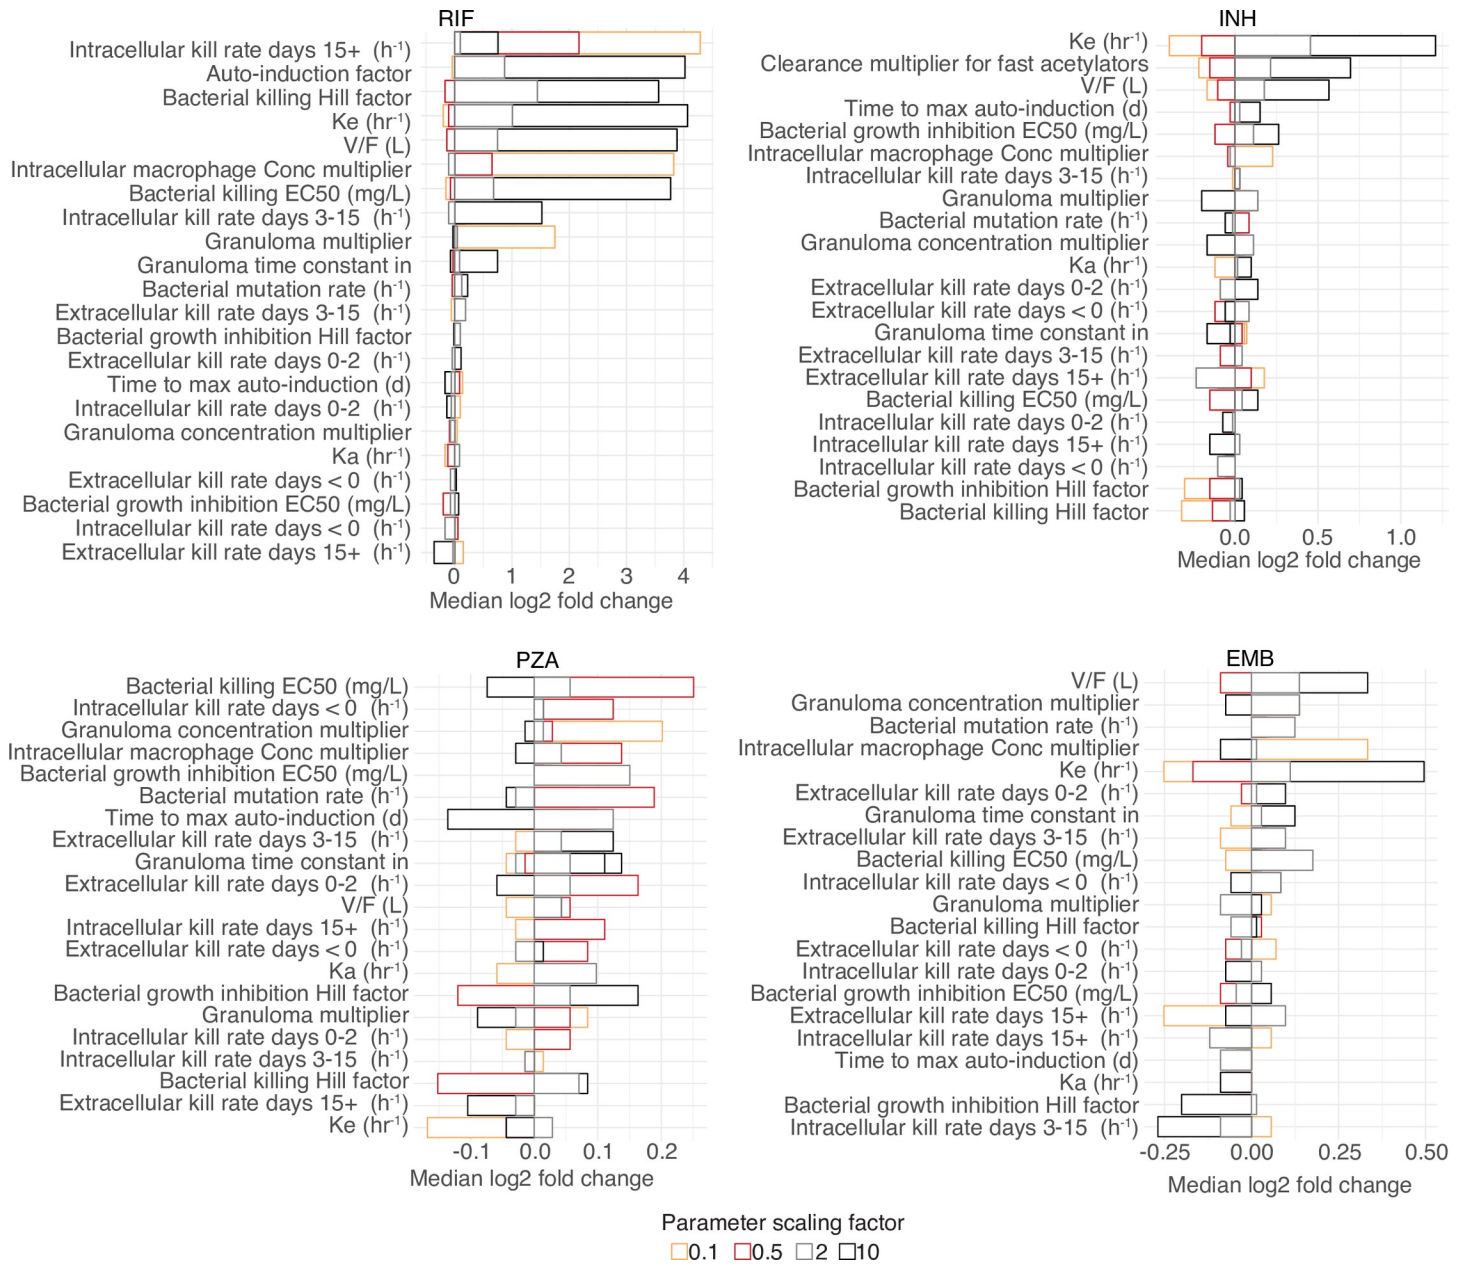 RIF
Intracellular kill rate days 15+ (h⁻¹)
Auto-induction factor
Bacterial killing Hill factor
Ke (hr⁻¹)
V/F (L)
Intracellular macrophage Conc multiplier
Bacterial killing EC50 (mg/L)
Intracellular kill rate days 3-15 (h⁻¹)
Granuloma multiplier
Granuloma time constant in
Bacterial mutation rate (h⁻¹)
Extracellular kill rate days 3-15 (h⁻¹)
Bacterial growth inhibition Hill factor
Extracellular kill rate days 0-2 (h⁻¹)
Time to max auto-induction (d)
Intracellular kill rate days 0-2 (h⁻¹)
Granuloma concentration multiplier
Ka (hr⁻¹)
Extracellular kill rate days < 0 (h⁻¹)
Bacterial growth inhibition EC50 (mg/L)
Intracellular kill rate days < 0 (h⁻¹)
Extracellular kill rate days 15+ (h⁻¹)
0 1 2 3 4
Median log2 fold change
INH
Ke (hr⁻¹)
Clearance multiplier for fast acetylators
V/F (L)
Time to max auto-induction (d)
Bacterial growth inhibition EC50 (mg/L)
Intracellular macrophage Conc multiplier
Intracellular kill rate days 3-15 (h⁻¹)
Granuloma multiplier
Bacterial mutation rate (h⁻¹)
Granuloma concentration multiplier
Ka (hr⁻¹)
Extracellular kill rate days 0-2 (h⁻¹)
Extracellular kill rate days < 0 (h⁻¹)
Granuloma time constant in
Extracellular kill rate days 3-15 (h⁻¹)
Extracellular kill rate days 15+ (h⁻¹)
Bacterial killing EC50 (mg/L)
Intracellular kill rate days 0-2 (h⁻¹)
Intracellular kill rate days 15+ (h⁻¹)
Intracellular kill rate days < 0 (h⁻¹)
Bacterial growth inhibition Hill factor
Bacterial killing Hill factor
0.0 0.5 1.0
Median log2 fold change
PZA
Bacterial killing EC50 (mg/L)
Intracellular kill rate days < 0 (h⁻¹)
Granuloma concentration multiplier
Intracellular macrophage Conc multiplier
Bacterial growth inhibition EC50 (mg/L)
Bacterial mutation rate (h⁻¹)
Time to max auto-induction (d)
Extracellular kill rate days 3-15 (h⁻¹)
Granuloma time constant in
Extracellular kill rate days 0-2 (h⁻¹)
V/F (L)
Intracellular kill rate days 15+ (h⁻¹)
Extracellular kill rate days < 0 (h⁻¹)
Ka (hr⁻¹)
Bacterial growth inhibition Hill factor
Granuloma multiplier
Intracellular kill rate days 0-2 (h⁻¹)
Intracellular kill rate days 3-15 (h⁻¹)
Bacterial killing Hill factor
Extracellular kill rate days 15+ (h⁻¹)
Ke (hr⁻¹)
-0.1 0.0 0.1 0.2
Median log2 fold change
EMB
V/F (L)
Granuloma concentration multiplier
Bacterial mutation rate (h⁻¹)
Intracellular macrophage Conc multiplier
Ke (hr⁻¹)
Extracellular kill rate days 0-2 (h⁻¹)
Granuloma time constant in
Extracellular kill rate days 3-15 (h⁻¹)
Bacterial killing EC50 (mg/L)
Intracellular kill rate days < 0 (h⁻¹)
Granuloma multiplier
Bacterial killing Hill factor
Extracellular kill rate days < 0 (h⁻¹)
Intracellular kill rate days 0-2 (h⁻¹)
Bacterial growth inhibition EC50 (mg/L)
Extracellular kill rate days 15+ (h⁻¹)
Intracellular kill rate days 15+ (h⁻¹)
Time to max auto-induction (d)
Ka (hr⁻¹)
Bacterial growth inhibition Hill factor
Intracellular kill rate days 3-15 (h⁻¹)
-0.25 0.00 0.25 0.50
Median log2 fold change
Parameter scaling factor
0.1 0.5 2 10